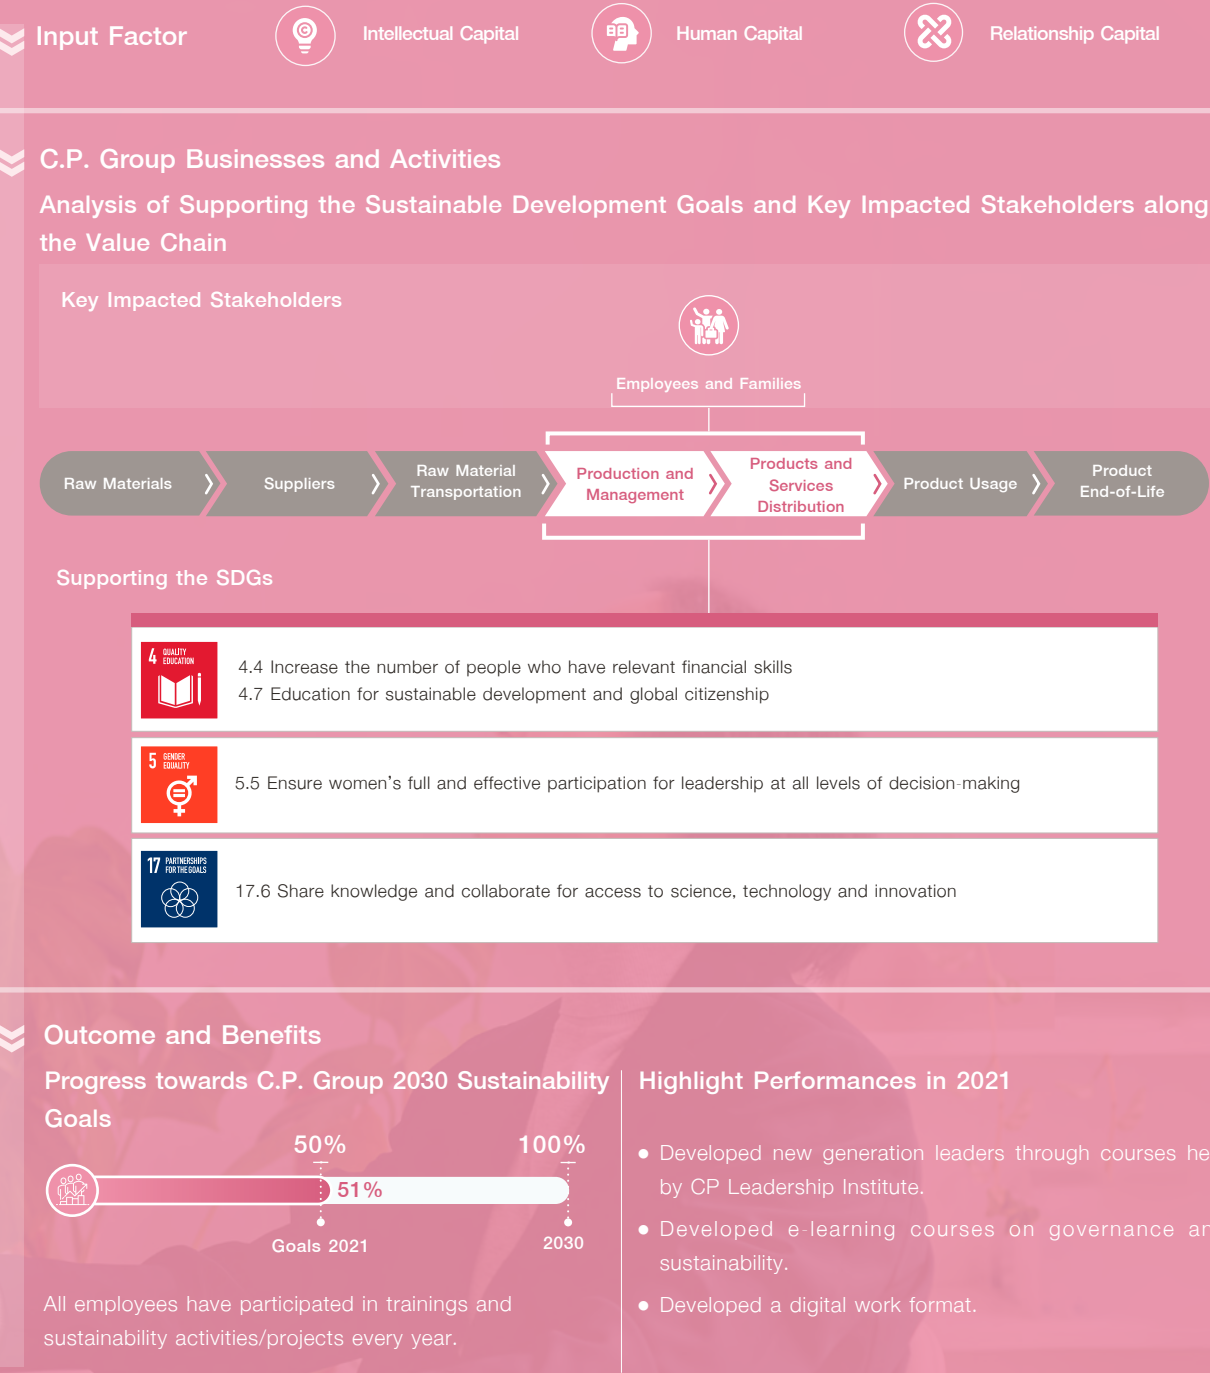 Input Factor
Intellectual Capital
Human Capital
Relationship Capital
C.P. Group Businesses and Activities
Analysis of Supporting the Sustainable Development Goals and Key Impacted Stakeholders along
the Value Chain
Key Impacted Stakeholders
Employees and Families
Raw Materials
Suppliers
Raw Material
Transportation
Production and
Management
Products and
Services
Distribution
Product Usage
Product
End-of-Life
Supporting the SDGs
4 QUALITY
EDUCATION
4.4 Increase the number of people who have relevant financial skills
4.7 Education for sustainable development and global citizenship
5 GENDER
EQUALITY
5.5 Ensure women's full and effective participation for leadership at all levels of decision-making
17 PARTNERSHIPS
FOR THE GOALS
17.6 Share knowledge and collaborate for access to science, technology and innovation
Outcome and Benefits
Progress towards C.P. Group 2030 Sustainability
Goals
50%
100%
51%
Goals 2021
2030
All employees have participated in trainings and
sustainability activities/projects every year.
Highlight Performances in 2021
• Developed new generation leaders through courses he
by CP Leadership Institute.
• Developed e-learning courses on governance an
sustainability.
• Developed a digital work format.